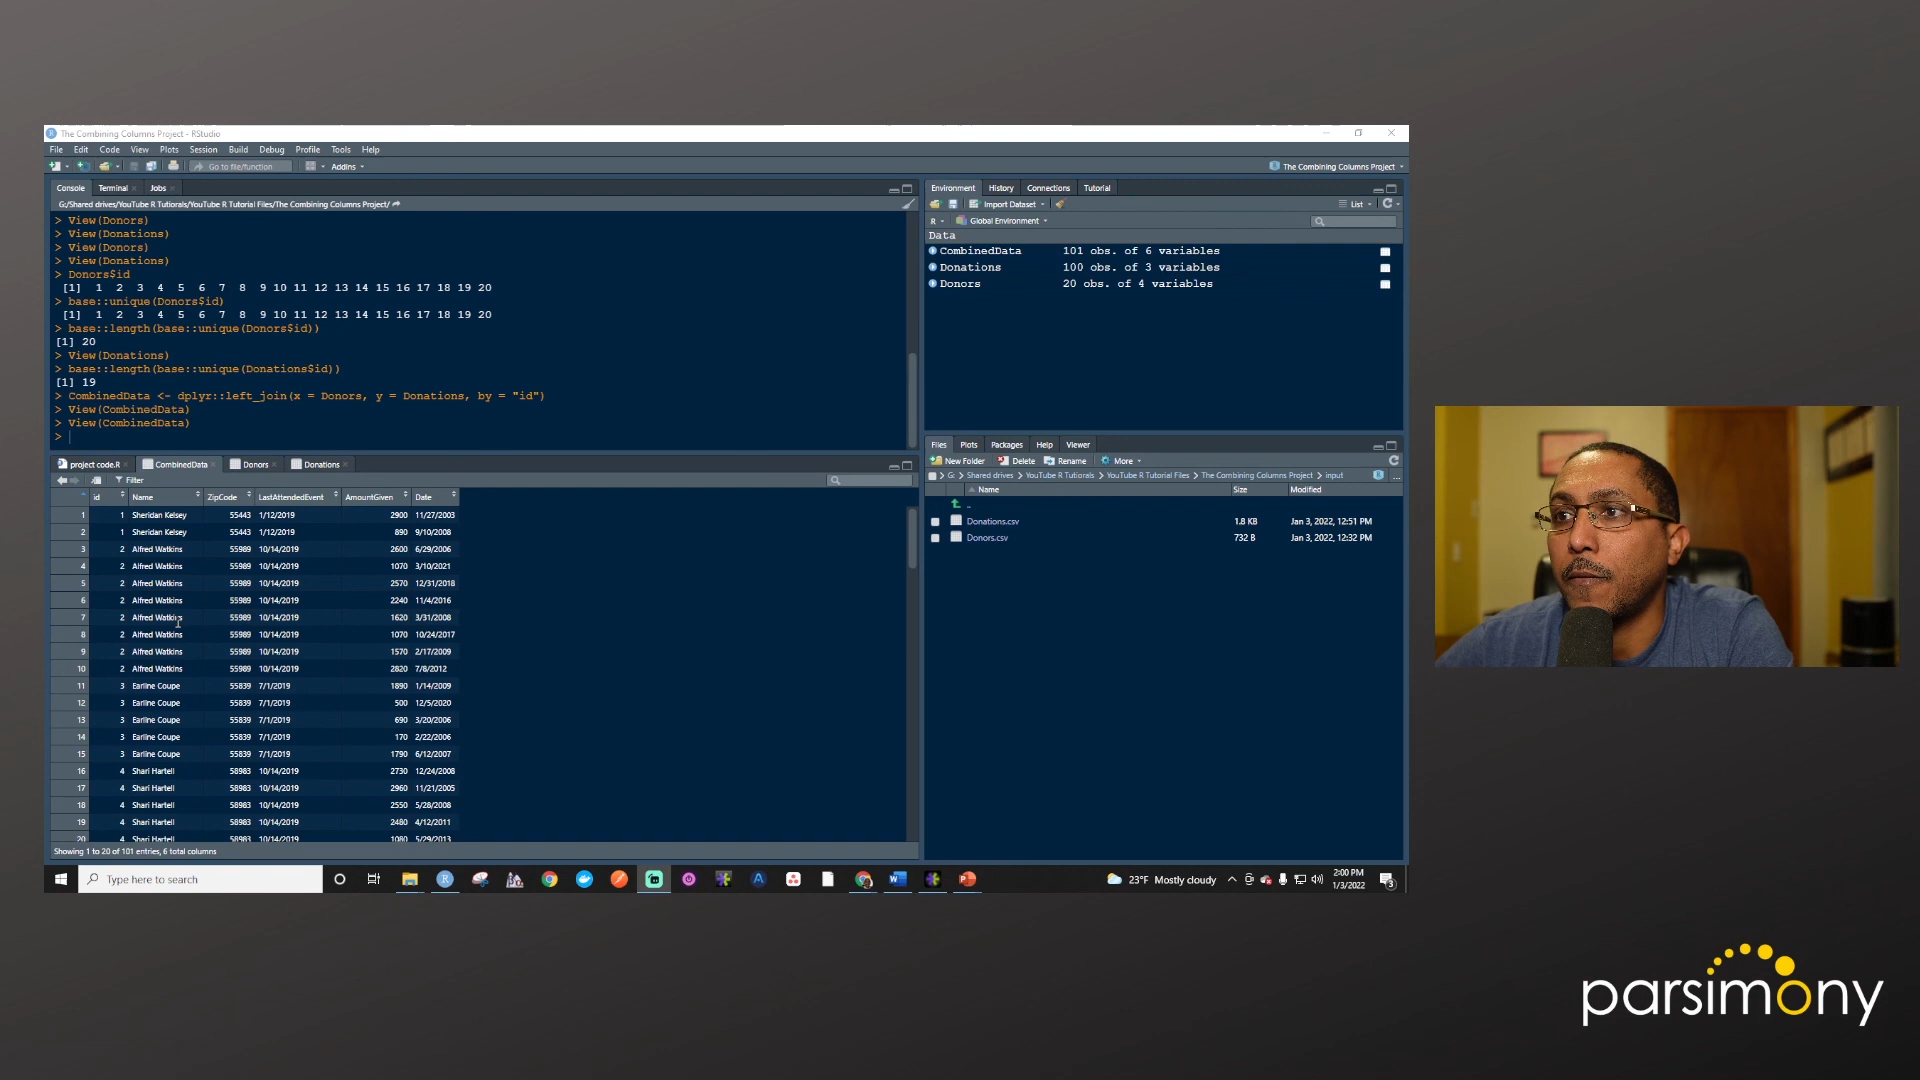 The Combining Columns Project - RStudio
File Edit Code View Plots Session Build Debug Profile Tools Help
Go to file/function Addins The Combining Columns Project
Console Terminal Jobs
G:/Shared drives/YouTube R Tutiorals/YouTube R Tutorial Files/The Combining Columns Project/
> View(Donors)
> View(Donations)
> View(Donors)
> View(Donations)
> Donors$id
[1] 1 2 3 4 5 6 7 8 9 10 11 12 13 14 15 16 17 18 19 20
> base::unique(Donors$id)
[1] 1 2 3 4 5 6 7 8 9 10 11 12 13 14 15 16 17 18 19 20
> base::length(base::unique(Donors$id))
[1] 20
> View(Donations)
> base::length(base::unique(Donations$id))
[1] 19
> CombinedData <- dplyr::left_join(x = Donors, y = Donations, by = "id")
> View(CombinedData)
> View(CombinedData)
>
project code.R CombinedData Donors Donations
Filter
id Name ZipCode LastAttendedEvent AmountGiven Date
1 1 Sheridan Kelsey 55443 1/12/2019 2900 11/27/2003
2 1 Sheridan Kelsey 55443 1/12/2019 890 9/10/2008
3 2 Alfred Watkins 55989 10/14/2019 2600 6/29/2006
4 2 Alfred Watkins 55989 10/14/2019 1070 3/10/2021
5 2 Alfred Watkins 55989 10/14/2019 2570 12/31/2018
6 2 Alfred Watkins 55989 10/14/2019 2240 11/4/2016
7 2 Alfred Watkins 55989 10/14/2019 1620 3/31/2008
8 2 Alfred Watkins 55989 10/14/2019 1070 10/24/2017
9 2 Alfred Watkins 55989 10/14/2019 1570 2/17/2009
10 2 Alfred Watkins 55989 10/14/2019 2820 7/8/2012
11 3 Earline Coupe 55839 7/1/2019 1890 1/14/2009
12 3 Earline Coupe 55839 7/1/2019 500 12/5/2020
13 3 Earline Coupe 55839 7/1/2019 690 3/20/2006
14 3 Earline Coupe 55839 7/1/2019 170 2/22/2006
15 3 Earline Coupe 55839 7/1/2019 1790 6/12/2007
16 4 Shari Hartell 58983 10/14/2019 2730 12/24/2008
17 4 Shari Hartell 58983 10/14/2019 2960 11/21/2005
18 4 Shari Hartell 58983 10/14/2019 2550 5/28/2008
19 4 Shari Hartell 58983 10/14/2019 2480 4/12/2011
20 4 Shari Hartell 58983 10/14/2019 1080 5/29/2013
Showing 1 to 20 of 101 entries, 6 total columns
Environment History Connections Tutorial
Import Dataset List
R Global Environment
Data
CombinedData 101 obs. of 6 variables
Donations 100 obs. of 3 variables
Donors 20 obs. of 4 variables
Files Plots Packages Help Viewer
New Folder Delete Rename More
G: Shared drives YouTube R Tutiorals YouTube R Tutorial Files The Combining Columns Project input
Name Size Modified
..
Donations.csv 1.8 KB Jan 3, 2022, 12:51 PM
Donors.csv 732 B Jan 3, 2022, 12:32 PM
Type here to search
23°F Mostly cloudy
2:00 PM
1/3/2022
3
parsimony